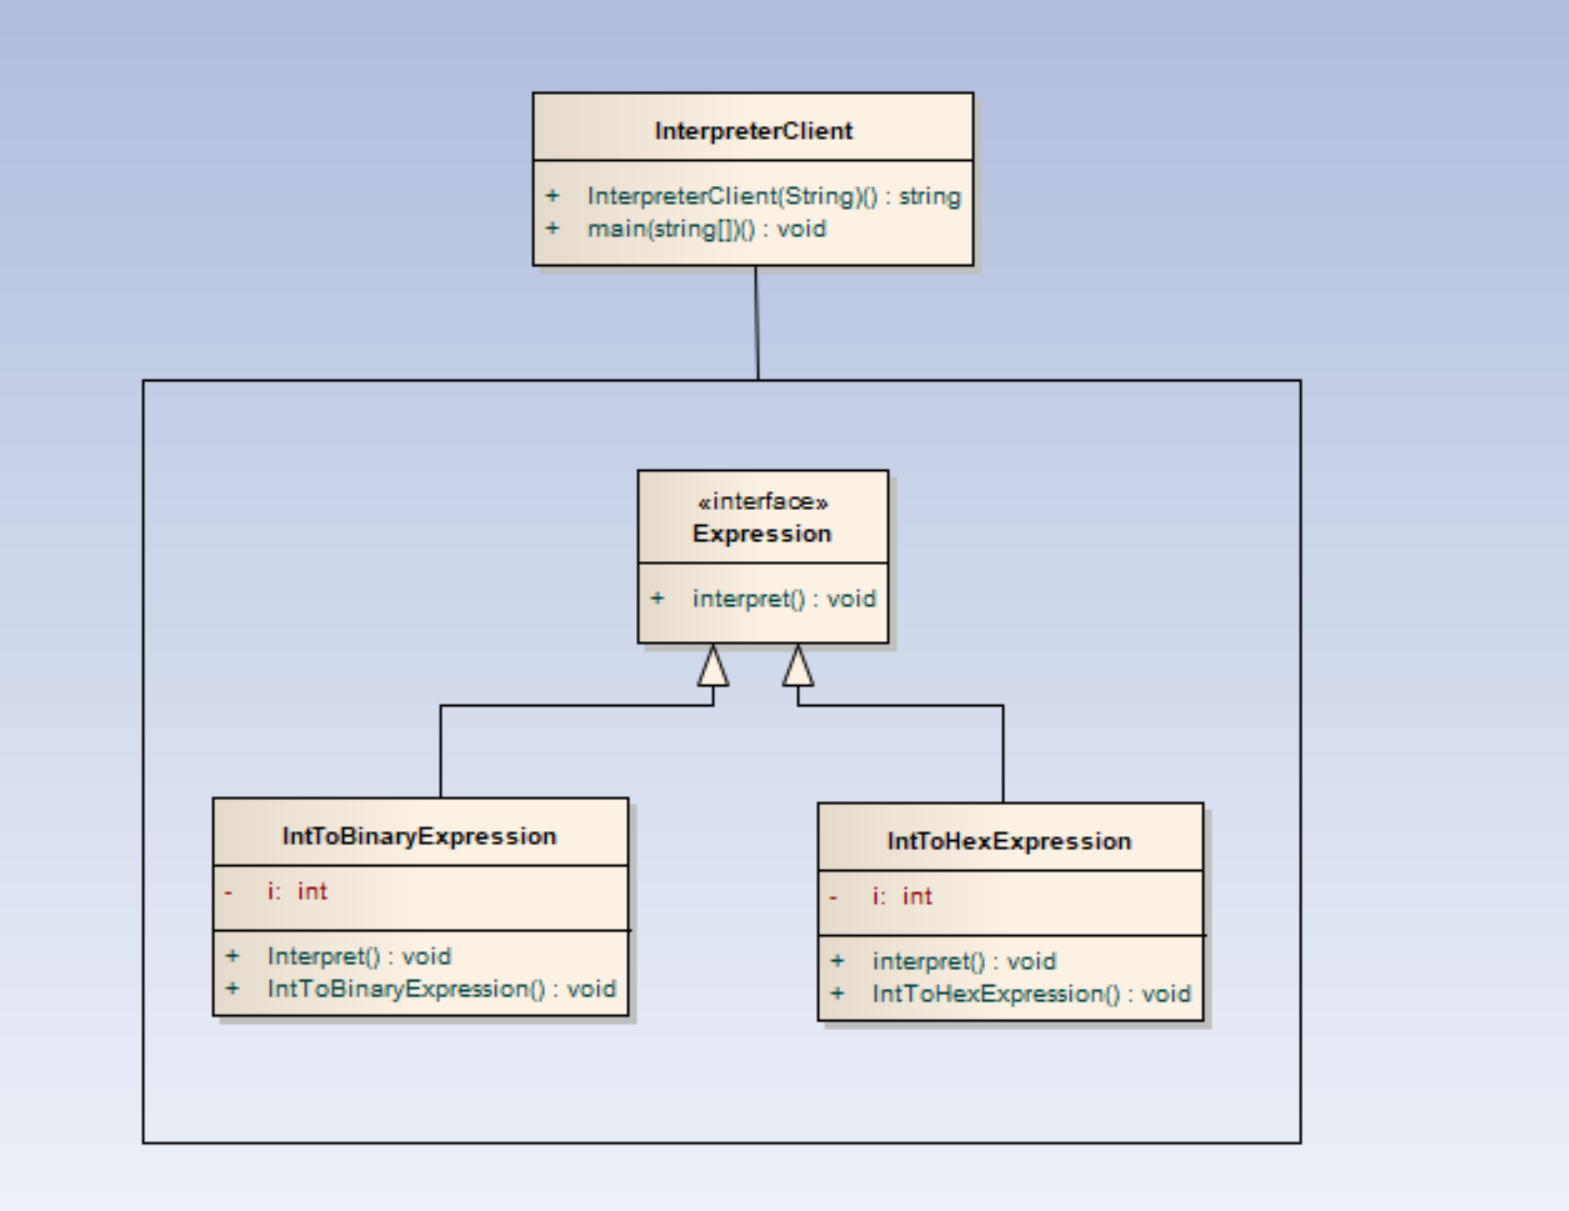 InterpreterClient
+ InterpreterClient(String)() : string
+ main(string[])() : void
«interface»
Expression
+ interpret() : void
IntToBinaryExpression
- i: int
+ Interpret() : void
+ IntToBinaryExpression() : void
IntToHexExpression
- i: int
+ interpret() : void
+ IntToHexExpression() : void